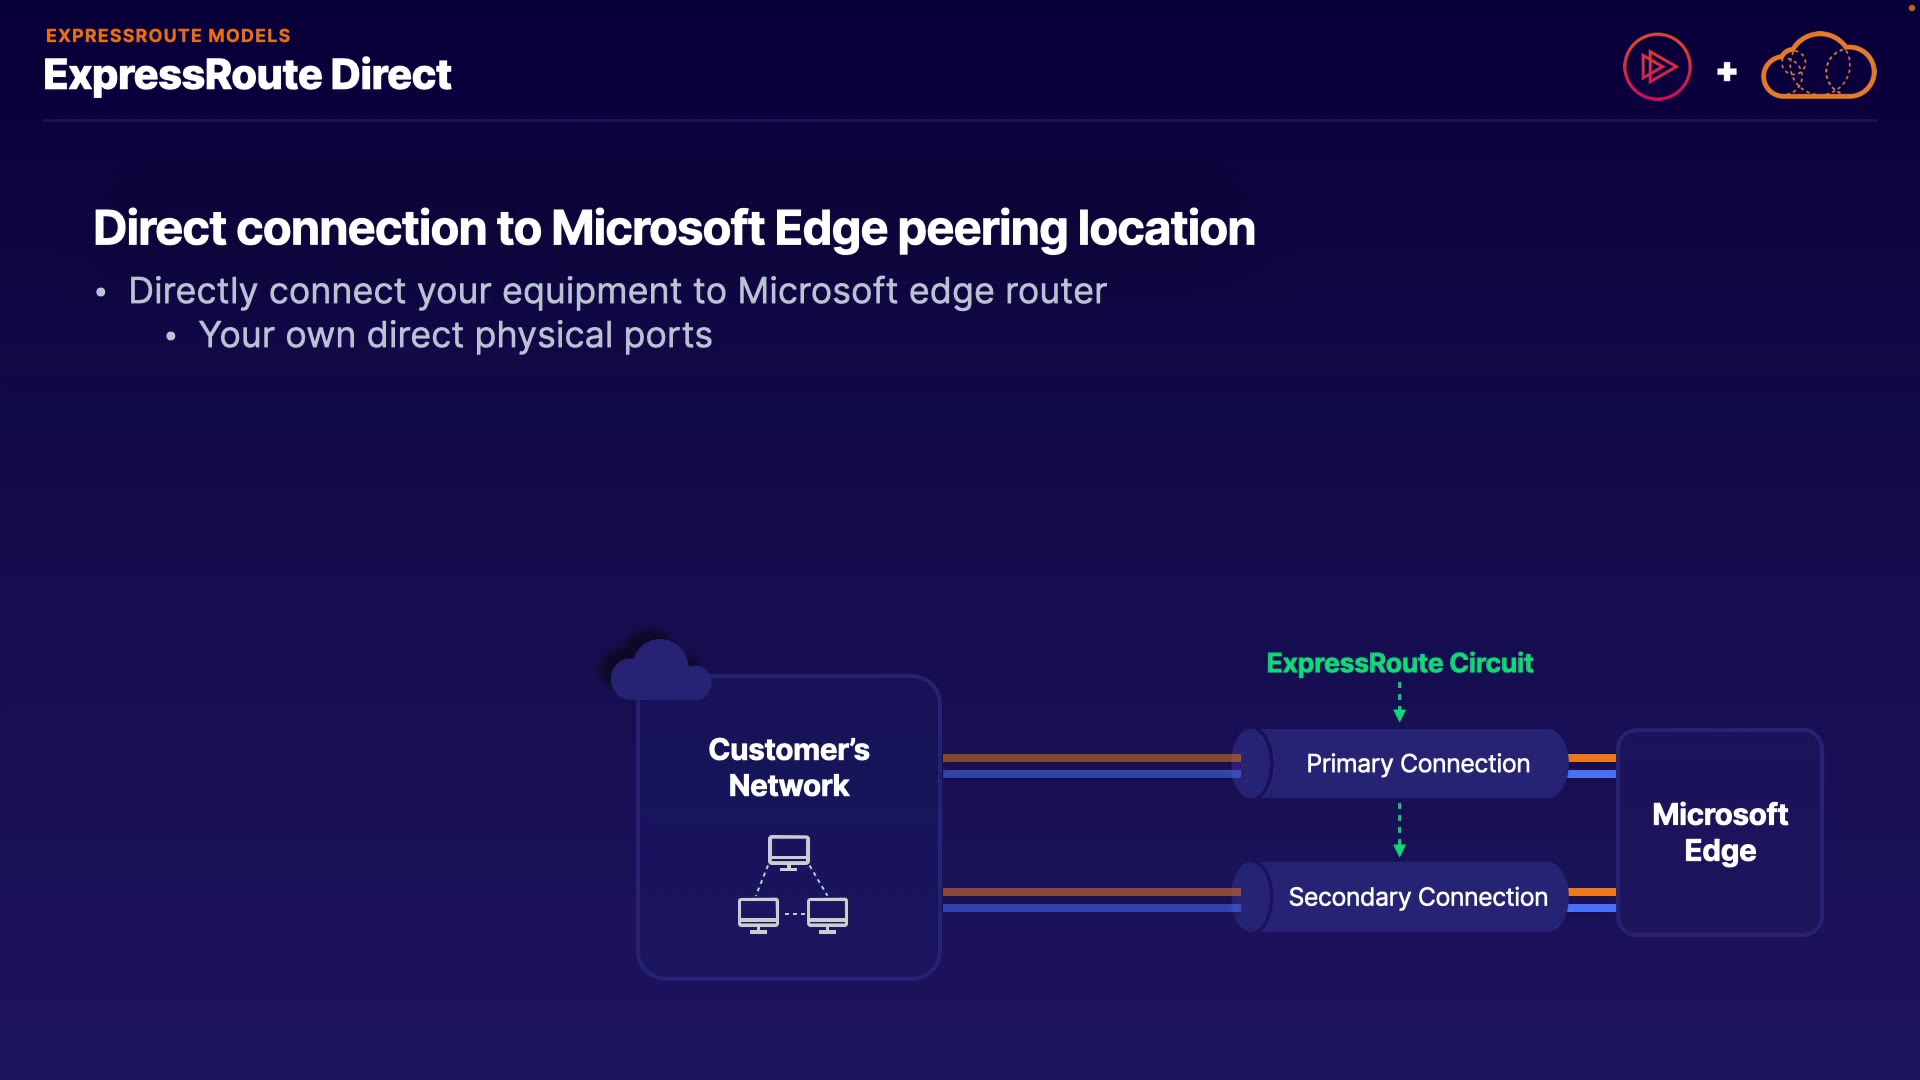 EXPRESSROUTE MODELS
ExpressRoute Direct
Direct connection to Microsoft Edge peering location
• Directly connect your equipment to Microsoft edge router
• Your own direct physical ports
ExpressRoute Circuit
Customer’s
Network
Primary Connection
Secondary Connection
Microsoft
Edge